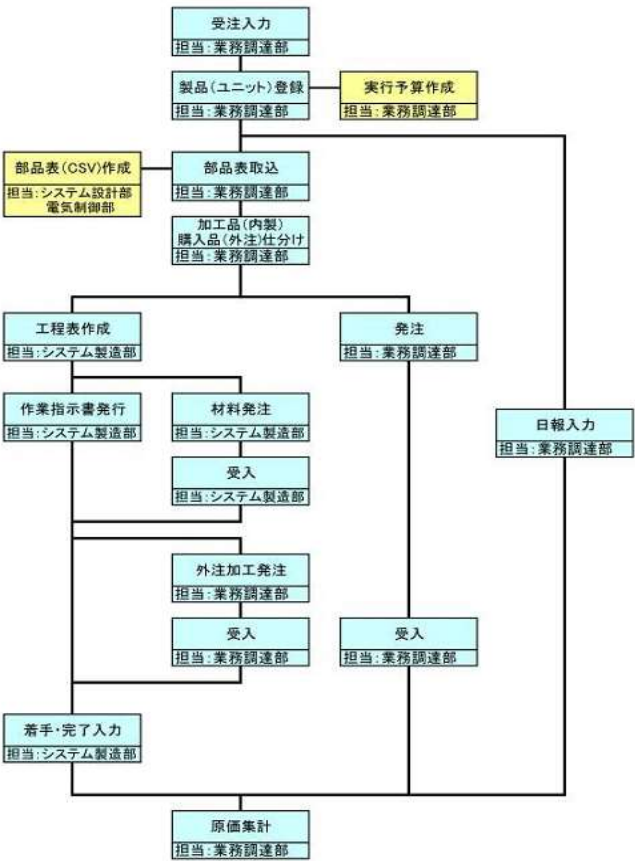 受注入力
担当:業務調達部
製品(ユニット)登録
担当:業務調達部
実行予算作成
担当:業務調達部
部品表(CSV)作成
担当:システム設計部
電気制御部
部品表取込
担当:業務調達部
加工品(内製)
購入品(外注)仕分け
担当:業務調達部
工程表作成
担当:システム製造部
発注
担当:業務調達部
作業指示書発行
担当:システム製造部
材料発注
担当:システム製造部
日報入力
担当:業務調達部
受入
担当:システム製造部
外注加工発注
担当:業務調達部
受入
担当:業務調達部
受入
担当:業務調達部
着手・完了入力
担当:システム製造部
原価集計
担当:業務調達部